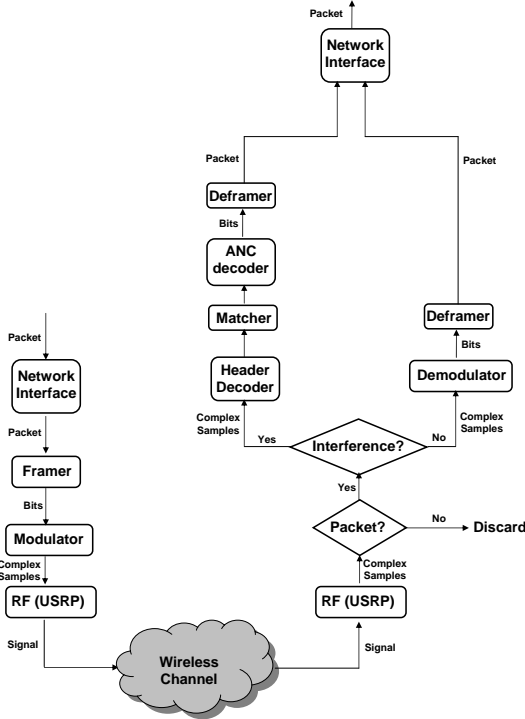 Packet
Network
Interface
Packet
Packet
Deframer
Bits
ANC
decoder
Matcher
Deframer
Packet
Bits
Network
Interface
Header
Decoder
Demodulator
Complex
Samples
Complex
Samples
Packet
Yes
Interference?
No
Framer
Yes
Bits
Packet?
No
Discard
Modulator
Complex
Samples
Complex
Samples
RF (USRP)
RF (USRP)
Signal
Signal
Wireless
Channel